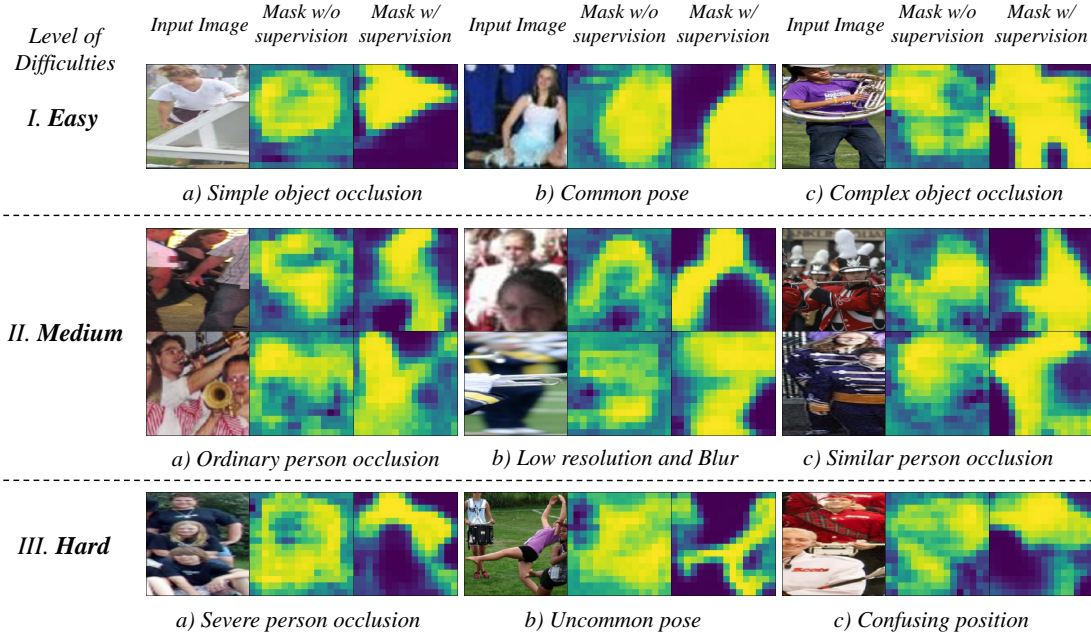 Level of
Difficulties
Input Image
Mask w/o
supervision
Mask w/
supervision
Input Image
Mask w/o
supervision
Mask w/
supervision
Input Image
Mask w/o
supervision
Mask w/
supervision
I. Easy
a) Simple object occlusion
b) Common pose
c) Complex object occlusion
II. Medium
a) Ordinary person occlusion
b) Low resolution and Blur
c) Similar person occlusion
III. Hard
a) Severe person occlusion
b) Uncommon pose
c) Confusing position